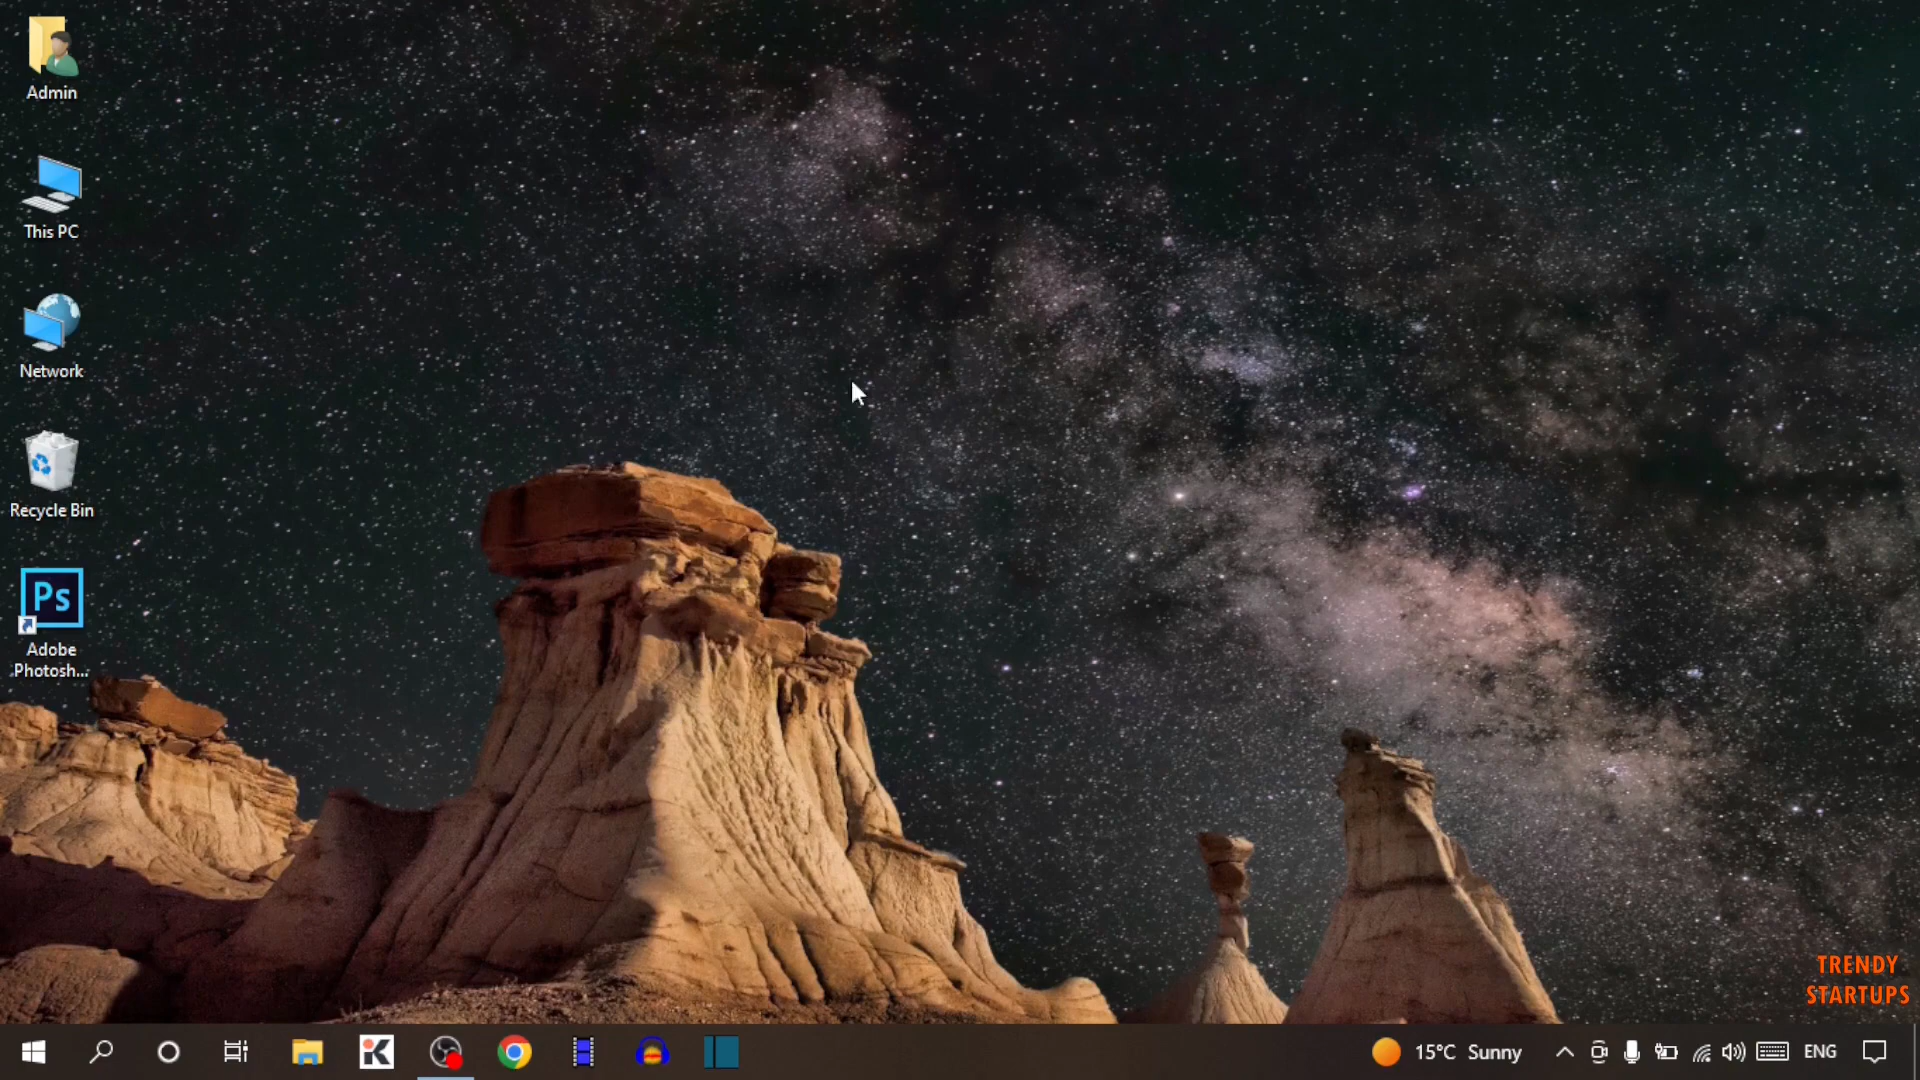 Admin
This PC
Network
Recycle Bin
Ps
Adobe
Photosh...
TRENDY
STARTUPS
15°C Sunny
ENG